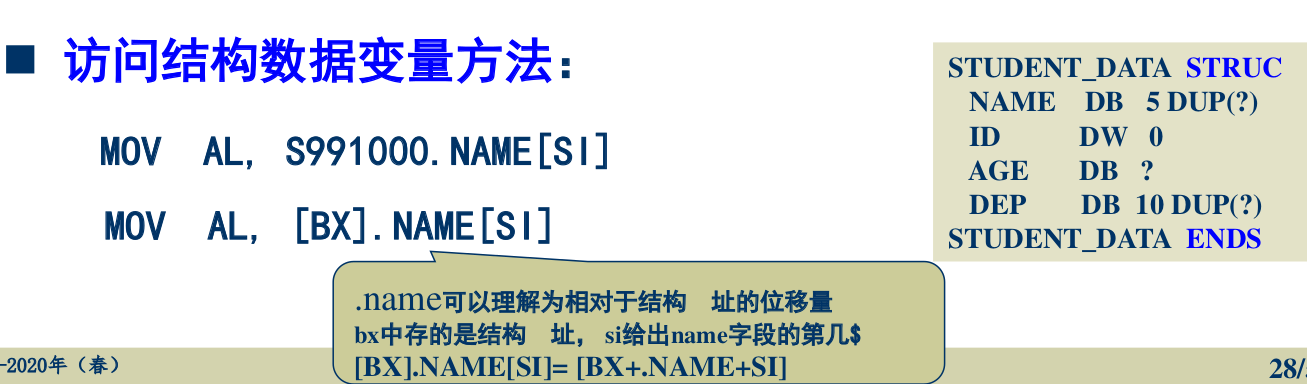 ■ 访问结构数据变量方法：
MOV AL, S991000.NAME[SI]
MOV AL, [BX].NAME[SI]
STUDENT_DATA STRUC
NAME DB 5 DUP(?)
ID DW 0
AGE DB ?
DEP DB 10 DUP(?)
STUDENT_DATA ENDS
.name可以理解为相对于结构 址的位移量
bx中存的是结构 址， si给出name字段的第几$
[BX].NAME[SI]= [BX+.NAME+SI]
-2020年（春）
28/